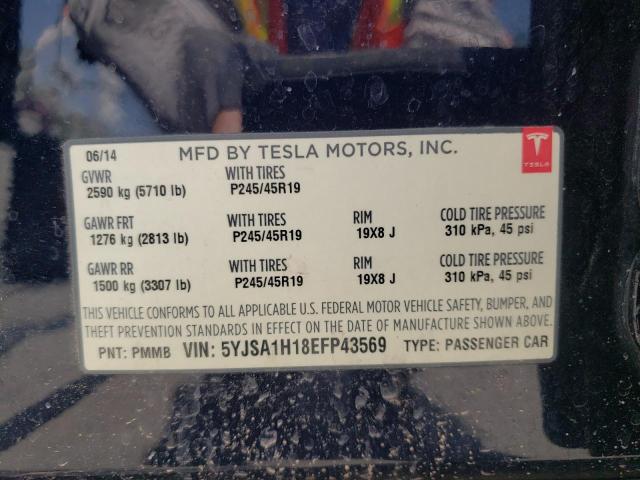 06/14 MFD BY TESLA MOTORS, INC.
TESLA
GVWR WITH TIRES
2590 kg (5710 lb) P245/45R19
GAWR FRT WITH TIRES RIM COLD TIRE PRESSURE
1276 kg (2813 lb) P245/45R19 19X8 J 310 kPa, 45 psi
GAWR RR WITH TIRES RIM COLD TIRE PRESSURE
1500 kg (3307 lb) P245/45R19 19X8 J 310 kPa, 45 psi
THIS VEHICLE CONFORMS TO ALL APPLICABLE U.S. FEDERAL MOTOR VEHICLE SAFETY, BUMPER, AND
THEFT PREVENTION STANDARDS IN EFFECT ON THE DATE OF MANUFACTURE SHOWN ABOVE.
PNT: PMMB VIN: 5YJSA1H18EFP43569 TYPE: PASSENGER CAR